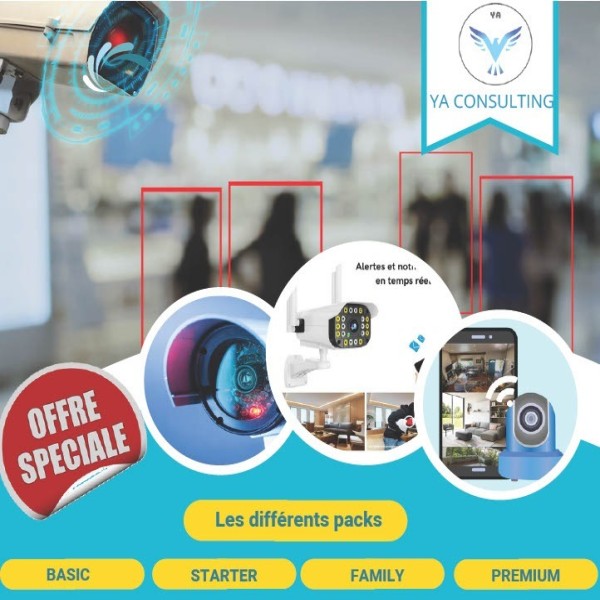 YA
YA CONSULTING
Alertes et noti
en temps rée
OFFRE
SPECIALE
Les différents packs
BASIC
STARTER
FAMILY
PREMIUM